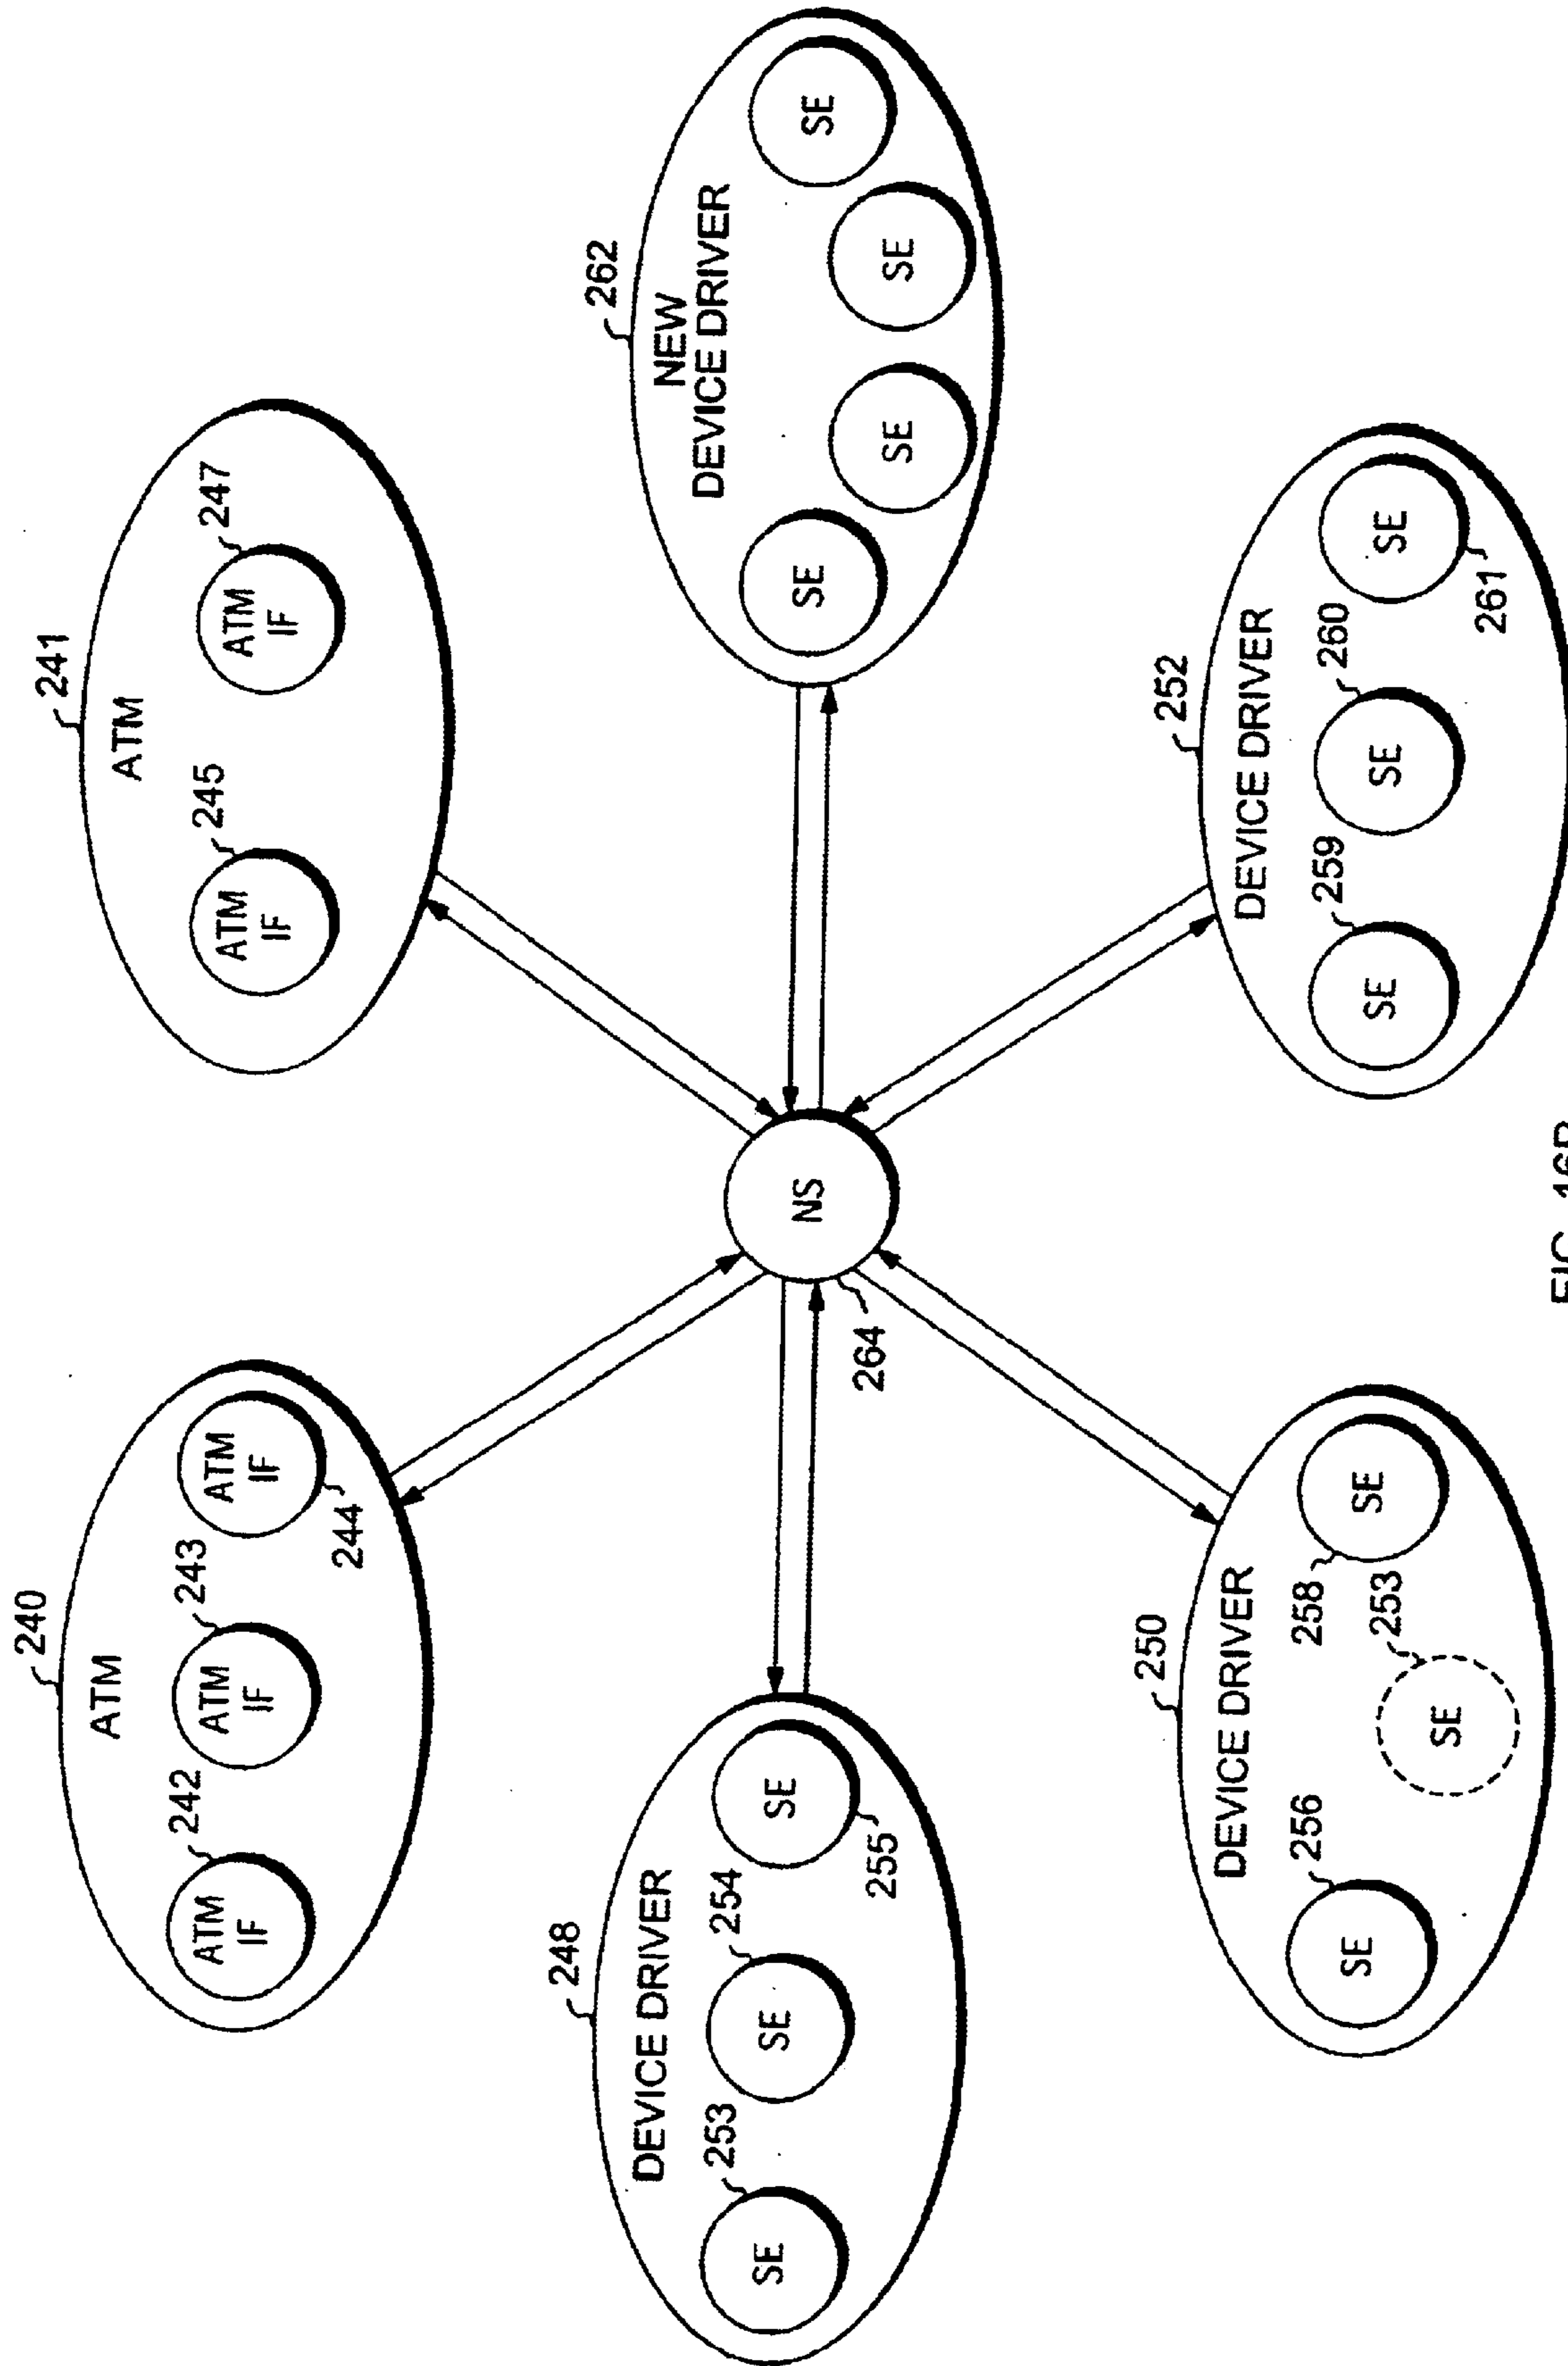 240
ATM
242
243
ATM
IF
ATM
IF
ATM
IF
244
241
ATM
245
247
ATM
IF
ATM
IF
248
DEVICE DRIVER
253
254
SE
SE
SE
255
NS
264
262
NEW
DEVICE DRIVER
SE
SE
SE
SE
250
DEVICE DRIVER
256
258
SE
SE
253
SE
252
DEVICE DRIVER
259
260
SE
SE
SE
261
FIG. 16B